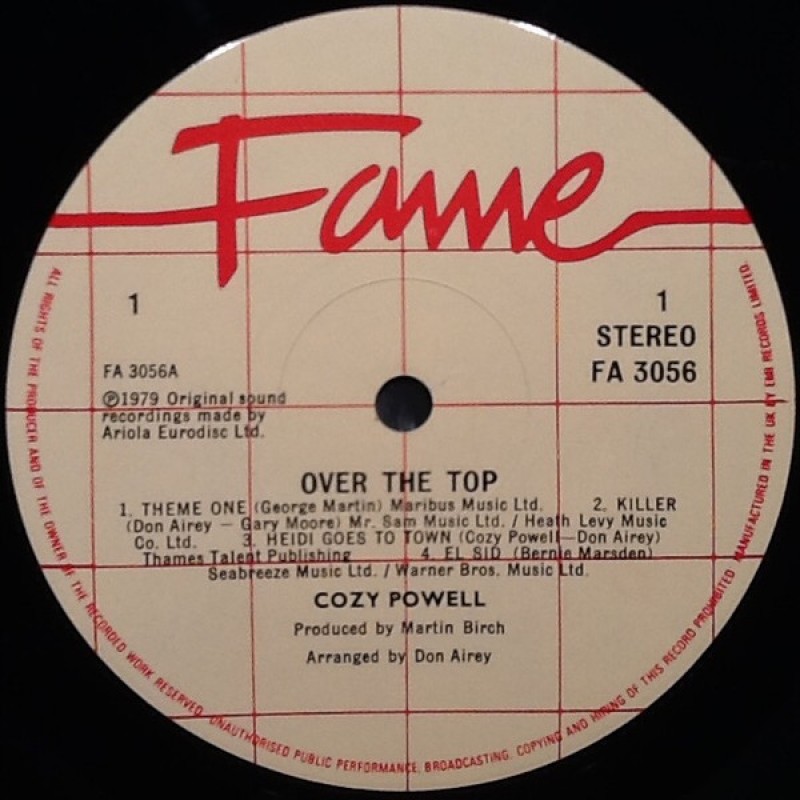 Fame
1
1
STEREO
FA 3056
FA 3056A
℗1979 Original sound
recordings made by
Ariola Eurodisc Ltd.
OVER THE TOP
1. THEME ONE (George Martin) Maribus Music Ltd. 2. KILLER
(Don Airey — Gary Moore) Mr. Sam Music Ltd. / Heath Levy Music
Co. Ltd. 3. HEIDI GOES TO TOWN (Cozy Powell—Don Airey)
Thames Talent Publishing 4. EL SID (Bernie Marsden)
Seabreeze Music Ltd. / Warner Bros. Music Ltd.
COZY POWELL
Produced by Martin Birch
Arranged by Don Airey
ALL RIGHTS OF THE PRODUCER AND OF THE OWNER OF THE RECORDED WORK RESERVED. UNAUTHORISED PUBLIC PERFORMANCE, BROADCASTING, COPYING AND HIRING OF THIS RECORD PROHIBITED MANUFACTURED IN THE UK BY EMI RECORDS LIMITED.